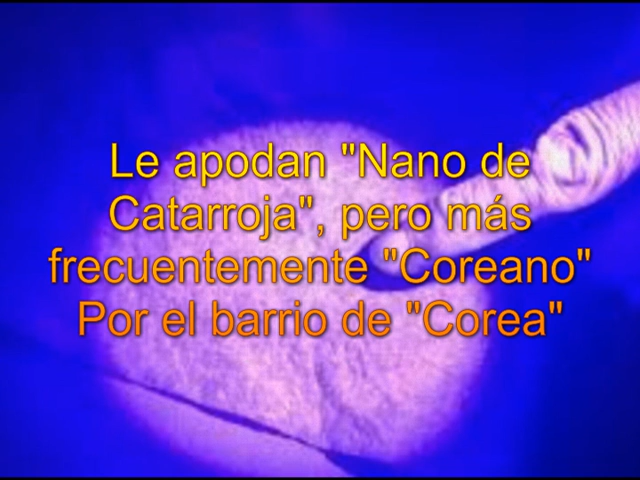 Le apodan "Nano de
Catarroja", pero más
frecuentemente "Coreano"
Por el barrio de "Corea"